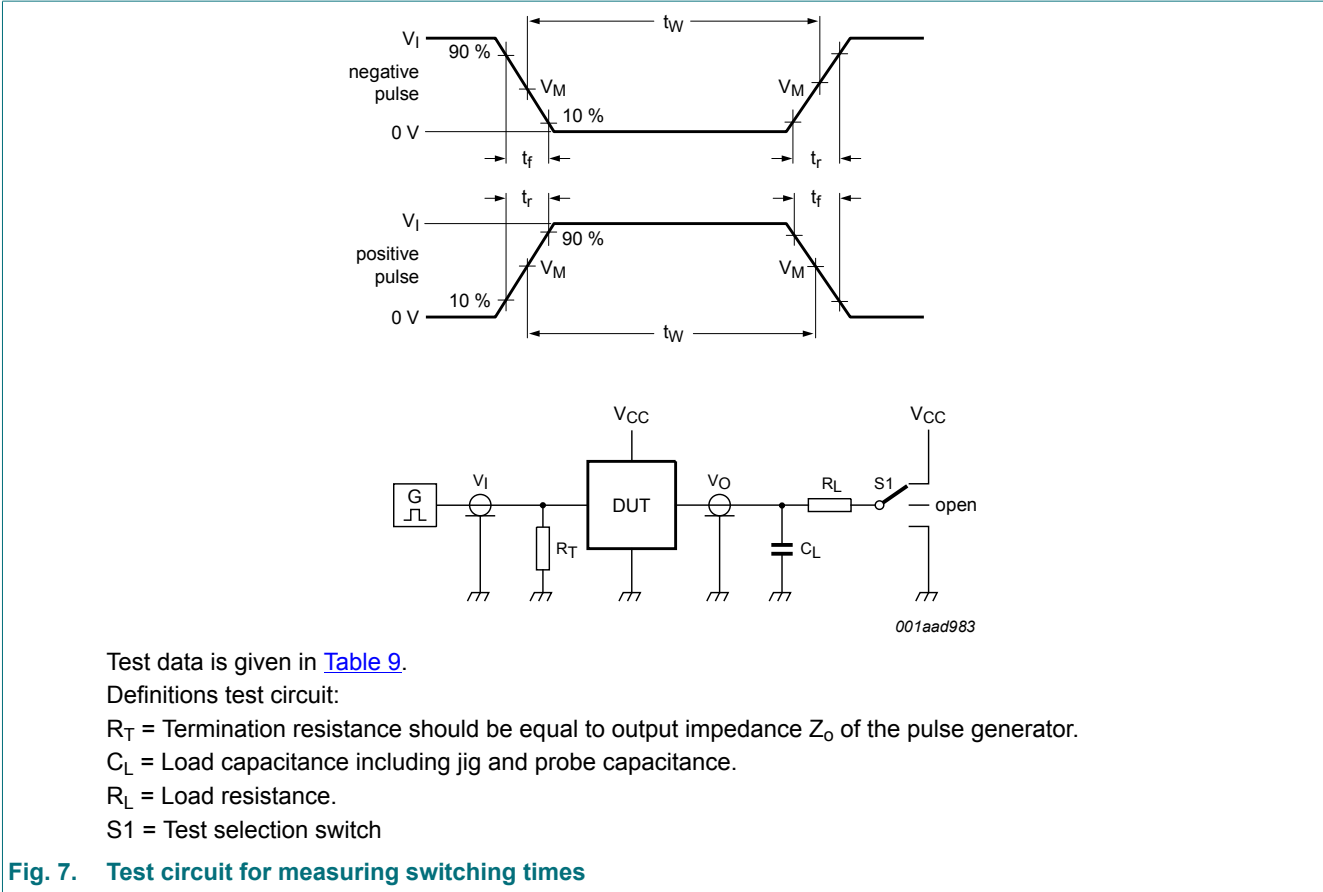 tW
VI
90 %
negative
pulse
VM
VM
10 %
0 V
tf
tr
tr
tf
VI
90 %
positive
pulse
VM
VM
10 %
0 V
tW
VCC
VCC
G
VI
DUT
VO
RL
S1
open
RT
CL
001aad983
Test data is given in Table 9.
Definitions test circuit:
RT = Termination resistance should be equal to output impedance Zo of the pulse generator.
CL = Load capacitance including jig and probe capacitance.
RL = Load resistance.
S1 = Test selection switch
Fig. 7. Test circuit for measuring switching times